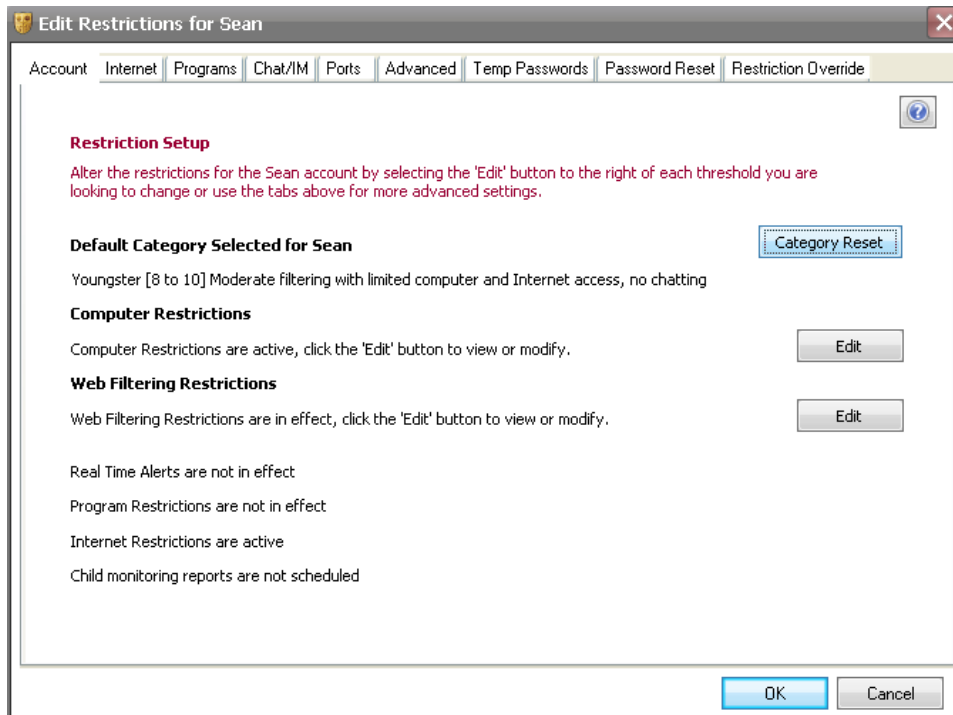 Edit Restrictions for Sean
Account Internet Programs Chat/IM Ports Advanced Temp Passwords Password Reset Restriction Override
Restriction Setup
Alter the restrictions for the Sean account by selecting the 'Edit' button to the right of each threshold you are
looking to change or use the tabs above for more advanced settings.
Default Category Selected for Sean
Category Reset
Youngster [8 to 10] Moderate filtering with limited computer and Internet access, no chatting
Computer Restrictions
Computer Restrictions are active, click the 'Edit' button to view or modify.
Edit
Web Filtering Restrictions
Web Filtering Restrictions are in effect, click the 'Edit' button to view or modify.
Edit
Real Time Alerts are not in effect
Program Restrictions are not in effect
Internet Restrictions are active
Child monitoring reports are not scheduled
OK Cancel